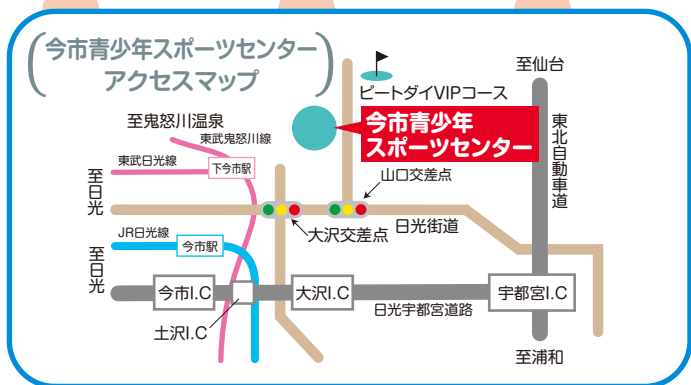 今市青少年スポーツセンター
アクセスマップ
至仙台
ピートダイVIPコース
至鬼怒川温泉
今市青少年
スポーツセンター
東北自動車道
東武鬼怒川線
東武日光線
下今市駅
山口交差点
至日光
日光街道
大沢交差点
JR日光線
今市駅
至日光
今市I.C
大沢I.C
宇都宮I.C
日光宇都宮道路
土沢I.C
至浦和